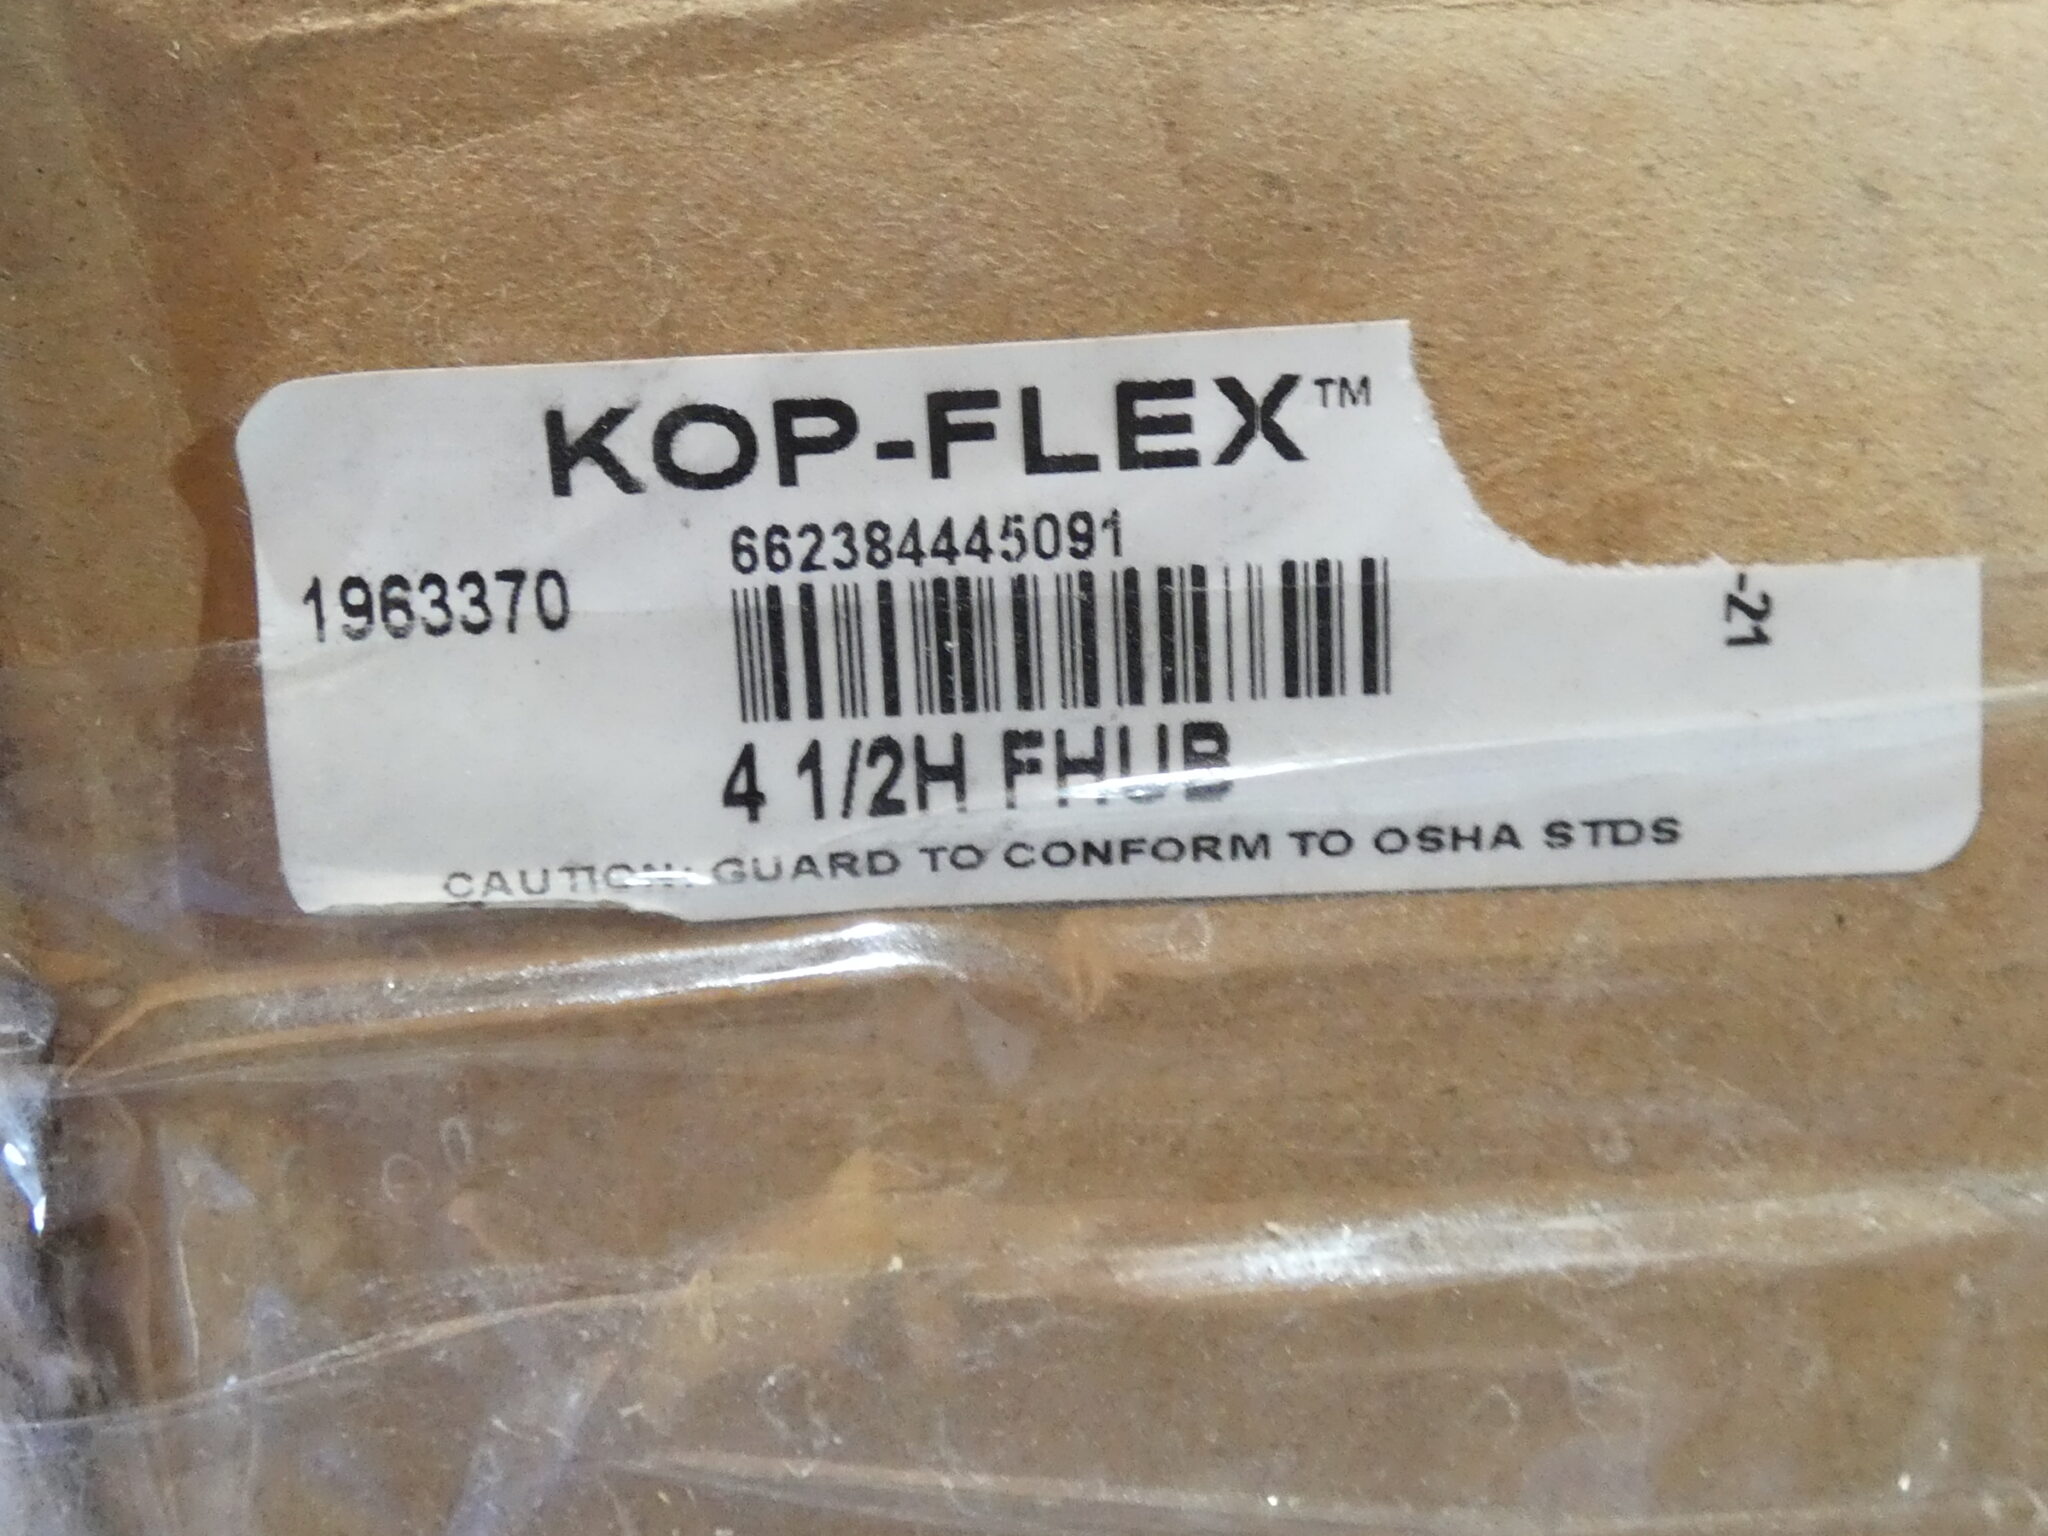 KOP-FLEX™
662384445091
1963370
4 1/2H FHUB
-21
CAUTION: GUARD TO CONFORM TO OSHA STDS